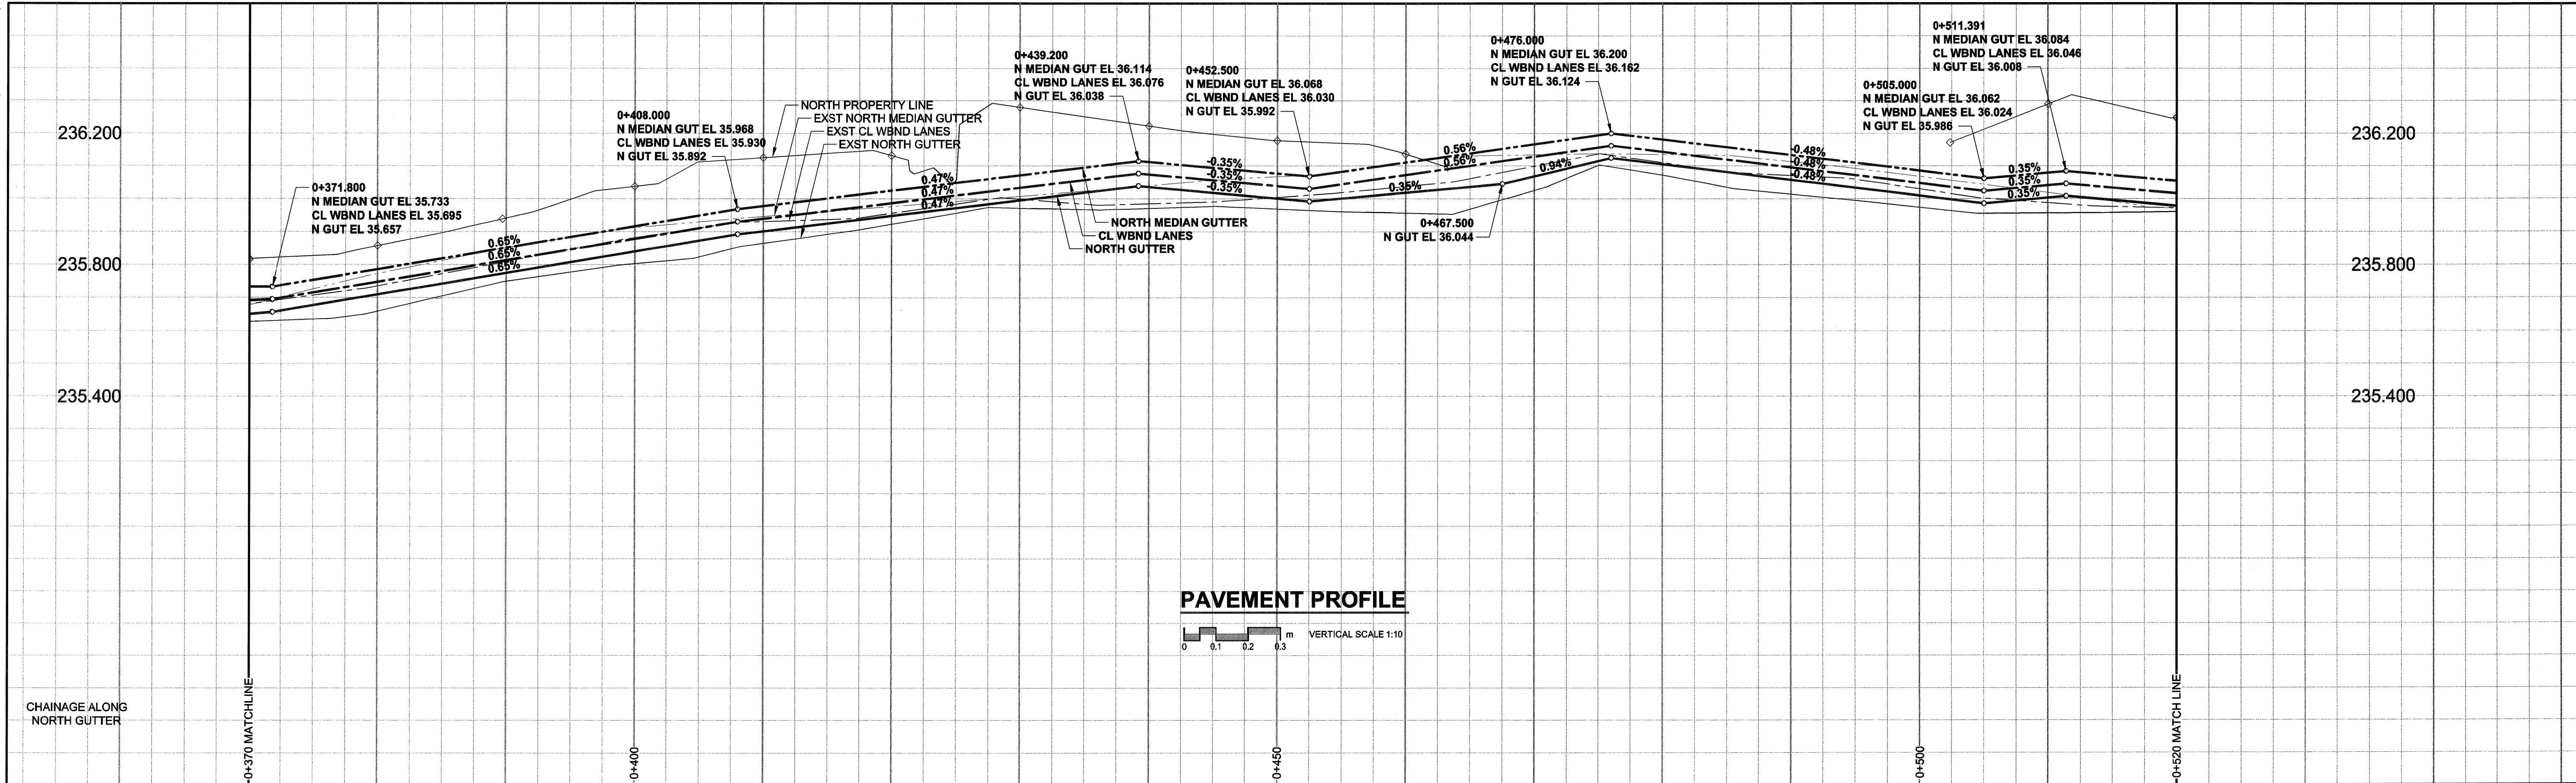 0+511.391
N MEDIAN GUT EL 36.084
CL WBND LANES EL 36.046
N GUT EL 36.008
0+476.000
N MEDIAN GUT EL 36.200
CL WBND LANES EL 36.162
N GUT EL 36.124
0+439.200
N MEDIAN GUT EL 36.114
CL WBND LANES EL 36.076
N GUT EL 36.038
0+452.500
N MEDIAN GUT EL 36.068
CL WBND LANES EL 36.030
N GUT EL 35.992
0+505.000
N MEDIAN GUT EL 36.062
CL WBND LANES EL 36.024
N GUT EL 35.986
0+408.000
N MEDIAN GUT EL 35.968
CL WBND LANES EL 35.930
N GUT EL 35.892
NORTH PROPERTY LINE
EXST NORTH MEDIAN GUTTER
EXST CL WBND LANES
EXST NORTH GUTTER
236.200
236.200
0+371.800
N MEDIAN GUT EL 35.733
CL WBND LANES EL 35.695
N GUT EL 35.657
0.65%
0.65%
0.65%
0.47%
0.47%
0.47%
-0.35%
-0.35%
-0.35%
0.56%
0.56%
0.35%
0.94%
-0.48%
-0.48%
-0.48%
0.35%
0.35%
0.35%
NORTH MEDIAN GUTTER
CL WBND LANES
NORTH GUTTER
0+467.500
N GUT EL 36.044
235.800
235.800
235.400
235.400
PAVEMENT PROFILE
m VERTICAL SCALE 1:10
0 0.1 0.2 0.3
CHAINAGE ALONG
NORTH GUTTER
0+370 MATCHLINE
0+400
0+450
0+500
0+520 MATCH LINE